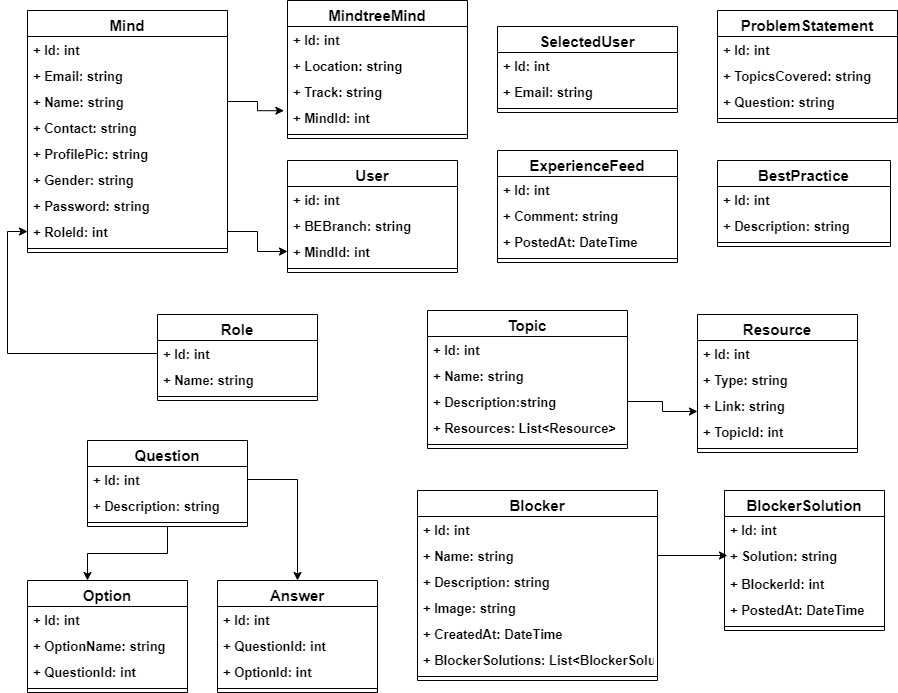 Mind
+ Id: int
+ Email: string
+ Name: string
+ Contact: string
+ ProfilePic: string
+ Gender: string
+ Password: string
+ RoleId: int
MindtreeMind
+ Id: int
+ Location: string
+ Track: string
+ MindId: int
SelectedUser
+ Id: int
+ Email: string
ProblemStatement
+ Id: int
+ TopicsCovered: string
+ Question: string
User
+ id: int
+ BEBranch: string
+ MindId: int
ExperienceFeed
+ Id: int
+ Comment: string
+ PostedAt: DateTime
BestPractice
+ Id: int
+ Description: string
Role
+ Id: int
+ Name: string
Topic
+ Id: int
+ Name: string
+ Description:string
+ Resources: List<Resource>
Resource
+ Id: int
+ Type: string
+ Link: string
+ TopicId: int
Question
+ Id: int
+ Description: string
Option
+ Id: int
+ OptionName: string
+ QuestionId: int
Answer
+ Id: int
+ QuestionId: int
+ OptionId: int
Blocker
+ Id: int
+ Name: string
+ Description: string
+ Image: string
+ CreatedAt: DateTime
+ BlockerSolutions: List<BlockerSolu
BlockerSolution
+ Id: int
+ Solution: string
+ BlockerId: int
+ PostedAt: DateTime